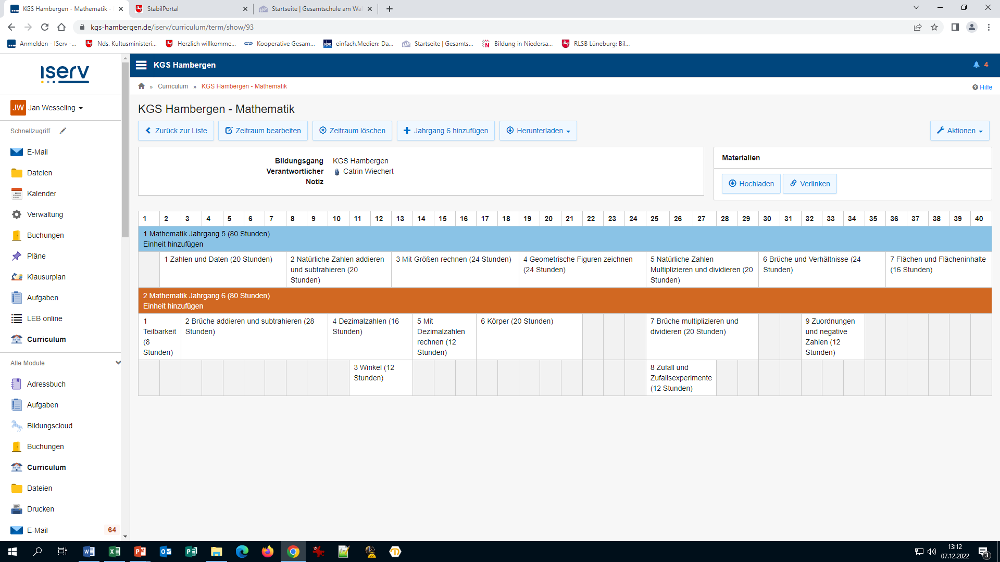 KGS Hambergen - Mathematik -
StabilPortal
Startseite | Gesamtschule am Wäl
kgs-hambergen.de/iserv/curriculum/term/show/93
Anmelden - IServ -...
Nds. Kultusministeri...
Herzlich willkomme...
Kooperative Gesam...
einfach.Medien: Da...
Startseite | Gesamts...
Bildung in Niedersa...
RLSB Lüneburg: Bil...
Iserv
KGS Hambergen
4
Curriculum » KGS Hambergen - Mathematik
Hilfe
JW Jan Wesseling
Schnellzugriff
E-Mail
Dateien
Kalender
Verwaltung
Buchungen
Pläne
Klausurplan
Aufgaben
LEB online
Curriculum
Alle Module
Adressbuch
Aufgaben
Bildungscloud
Buchungen
Curriculum
Dateien
Drucken
E-Mail 64
KGS Hambergen - Mathematik
Zurück zur Liste
Zeitraum bearbeiten
Zeitraum löschen
Jahrgang 6 hinzufügen
Herunterladen
Aktionen
Bildungsgang KGS Hambergen
Verantwortlicher Catrin Wiechert
Notiz
Materialien
Hochladen
Verlinken
1 2 3 4 5 6 7 8 9 10 11 12 13 14 15 16 17 18 19 20 21 22 23 24 25 26 27 28 29 30 31 32 33 34 35 36 37 38 39 40
1 Mathematik Jahrgang 5 (80 Stunden)
Einheit hinzufügen
1 Zahlen und Daten (20 Stunden)
2 Natürliche Zahlen addieren
und subtrahieren (20
Stunden)
3 Mit Größen rechnen (24 Stunden)
4 Geometrische Figuren zeichnen
(24 Stunden)
5 Natürliche Zahlen
Multiplizieren und dividieren (20
Stunden)
6 Brüche und Verhältnisse (24
Stunden)
7 Flächen und Flächeninhalte
(16 Stunden)
2 Mathematik Jahrgang 6 (80 Stunden)
Einheit hinzufügen
1
Teilbarkeit
(8
Stunden)
2 Brüche addieren und subtrahieren (28
Stunden)
4 Dezimalzahlen (16
Stunden)
5 Mit
Dezimalzahlen
rechnen (12
Stunden)
6 Körper (20 Stunden)
7 Brüche multiplizieren und
dividieren (20 Stunden)
9 Zuordnungen
und negative
Zahlen (12
Stunden)
3 Winkel (12
Stunden)
8 Zufall und
Zufallsexperimente
(12 Stunden)
13:12
07.12.2022
3